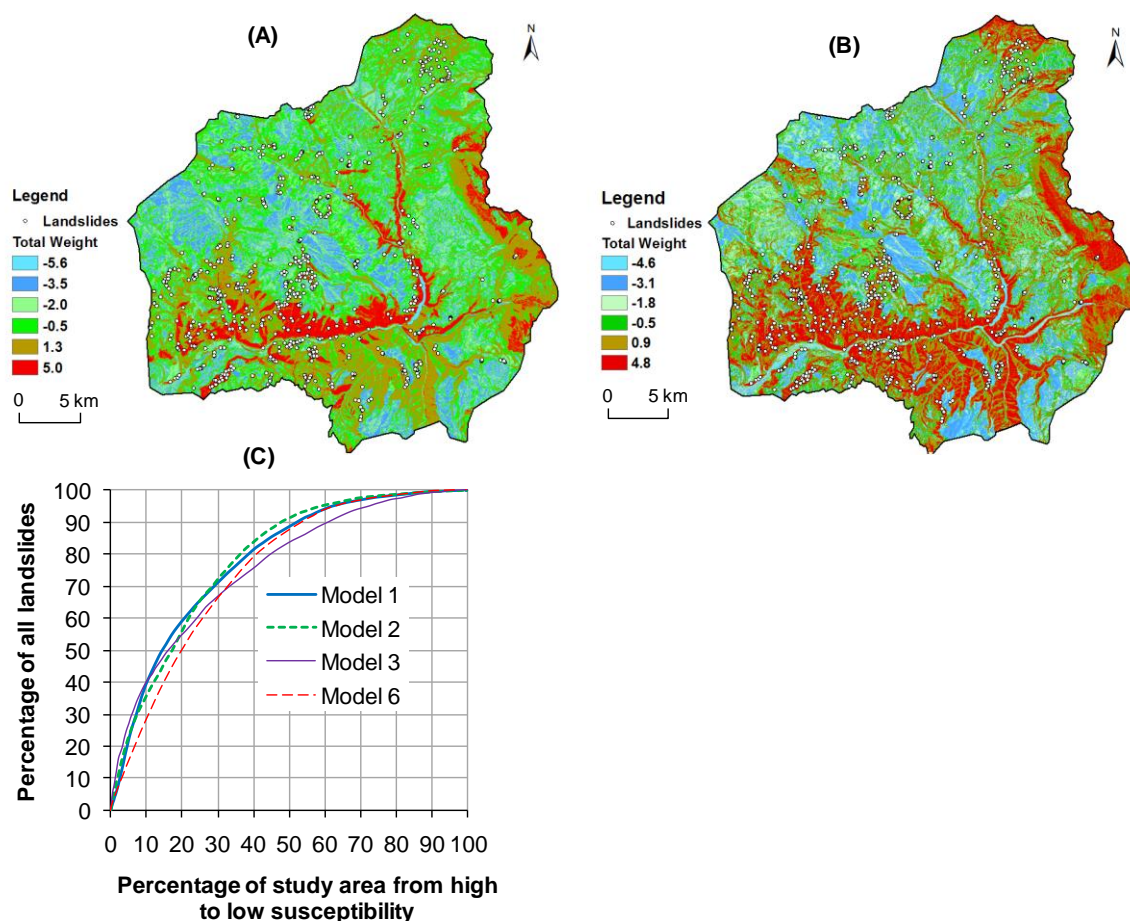 (A)
N
Legend
Landslides
Total Weight
-5.6
-3.5
-2.0
-0.5
1.3
5.0
0 5 km
(B)
N
Legend
Landslides
Total Weight
-4.6
-3.1
-1.8
-0.5
0.9
4.8
0 5 km
(C)
Percentage of all landslides
100
90
80
70
60
50
40
30
20
10
0
Model 1
Model 2
Model 3
Model 6
0 10 20 30 40 50 60 70 80 90 100
Percentage of study area from high
to low susceptibility